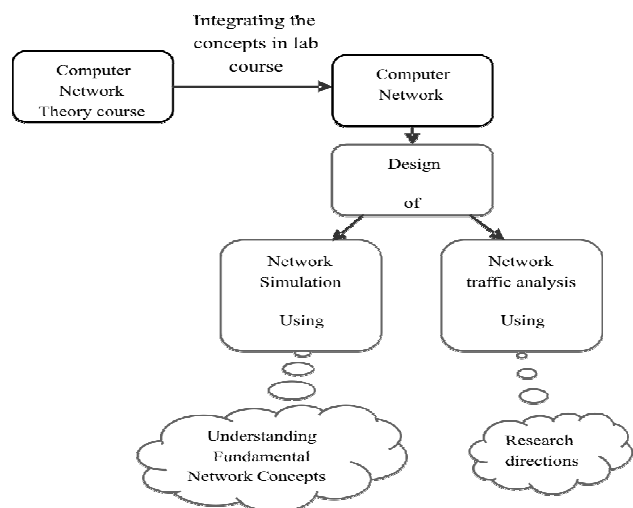 Integrating the
concepts in lab
course
Computer
Network
Theory course
Computer
Network
Design
of
Network
Simulation
Using
Network
traffic analysis
Using
Understanding
Fundamental
Network Concepts
Research
directions